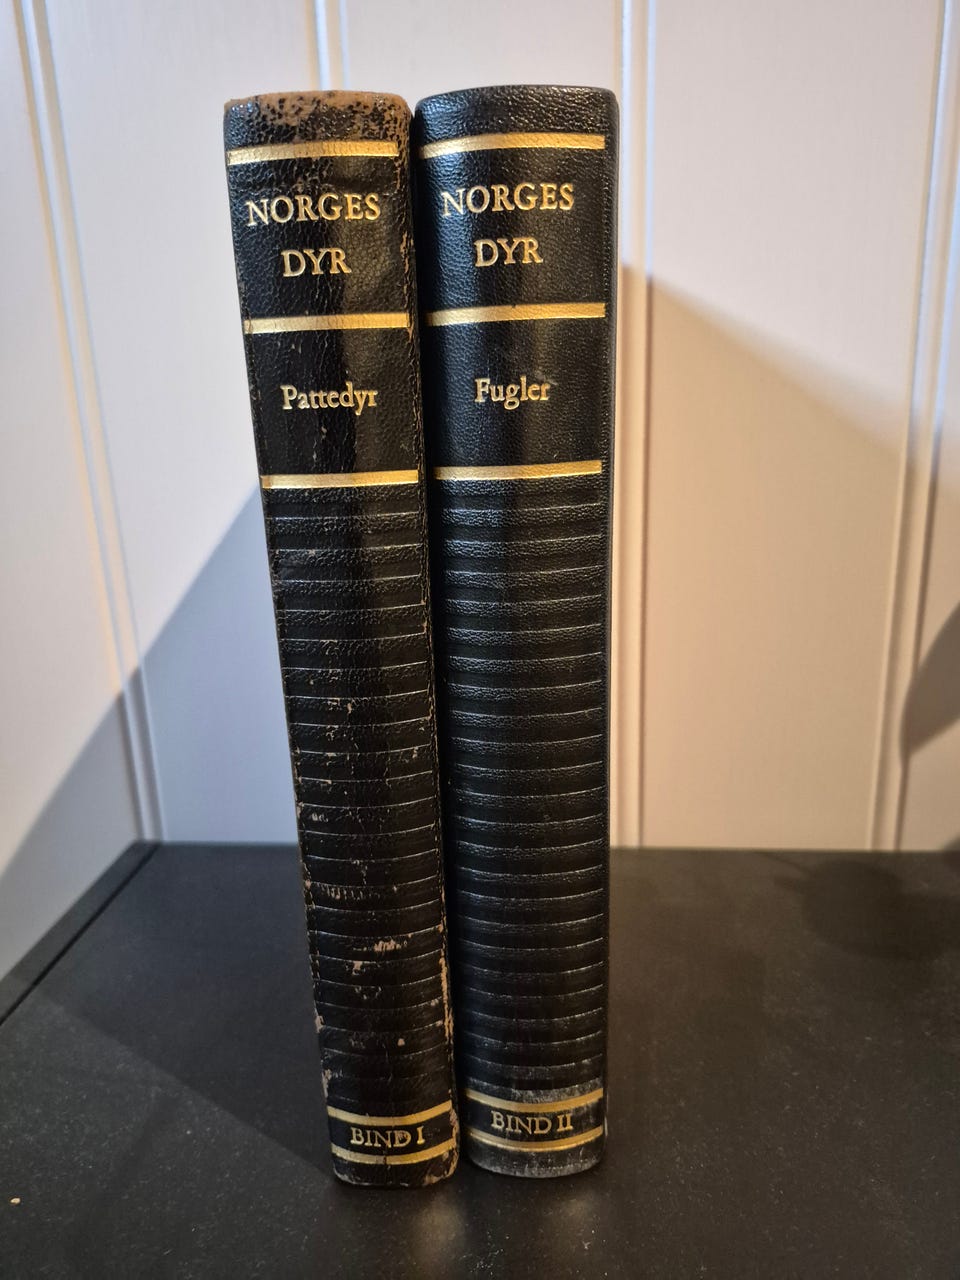 NORGES
DYR
Pattedyr
BIND I
NORGES
DYR
Fugler
BIND II